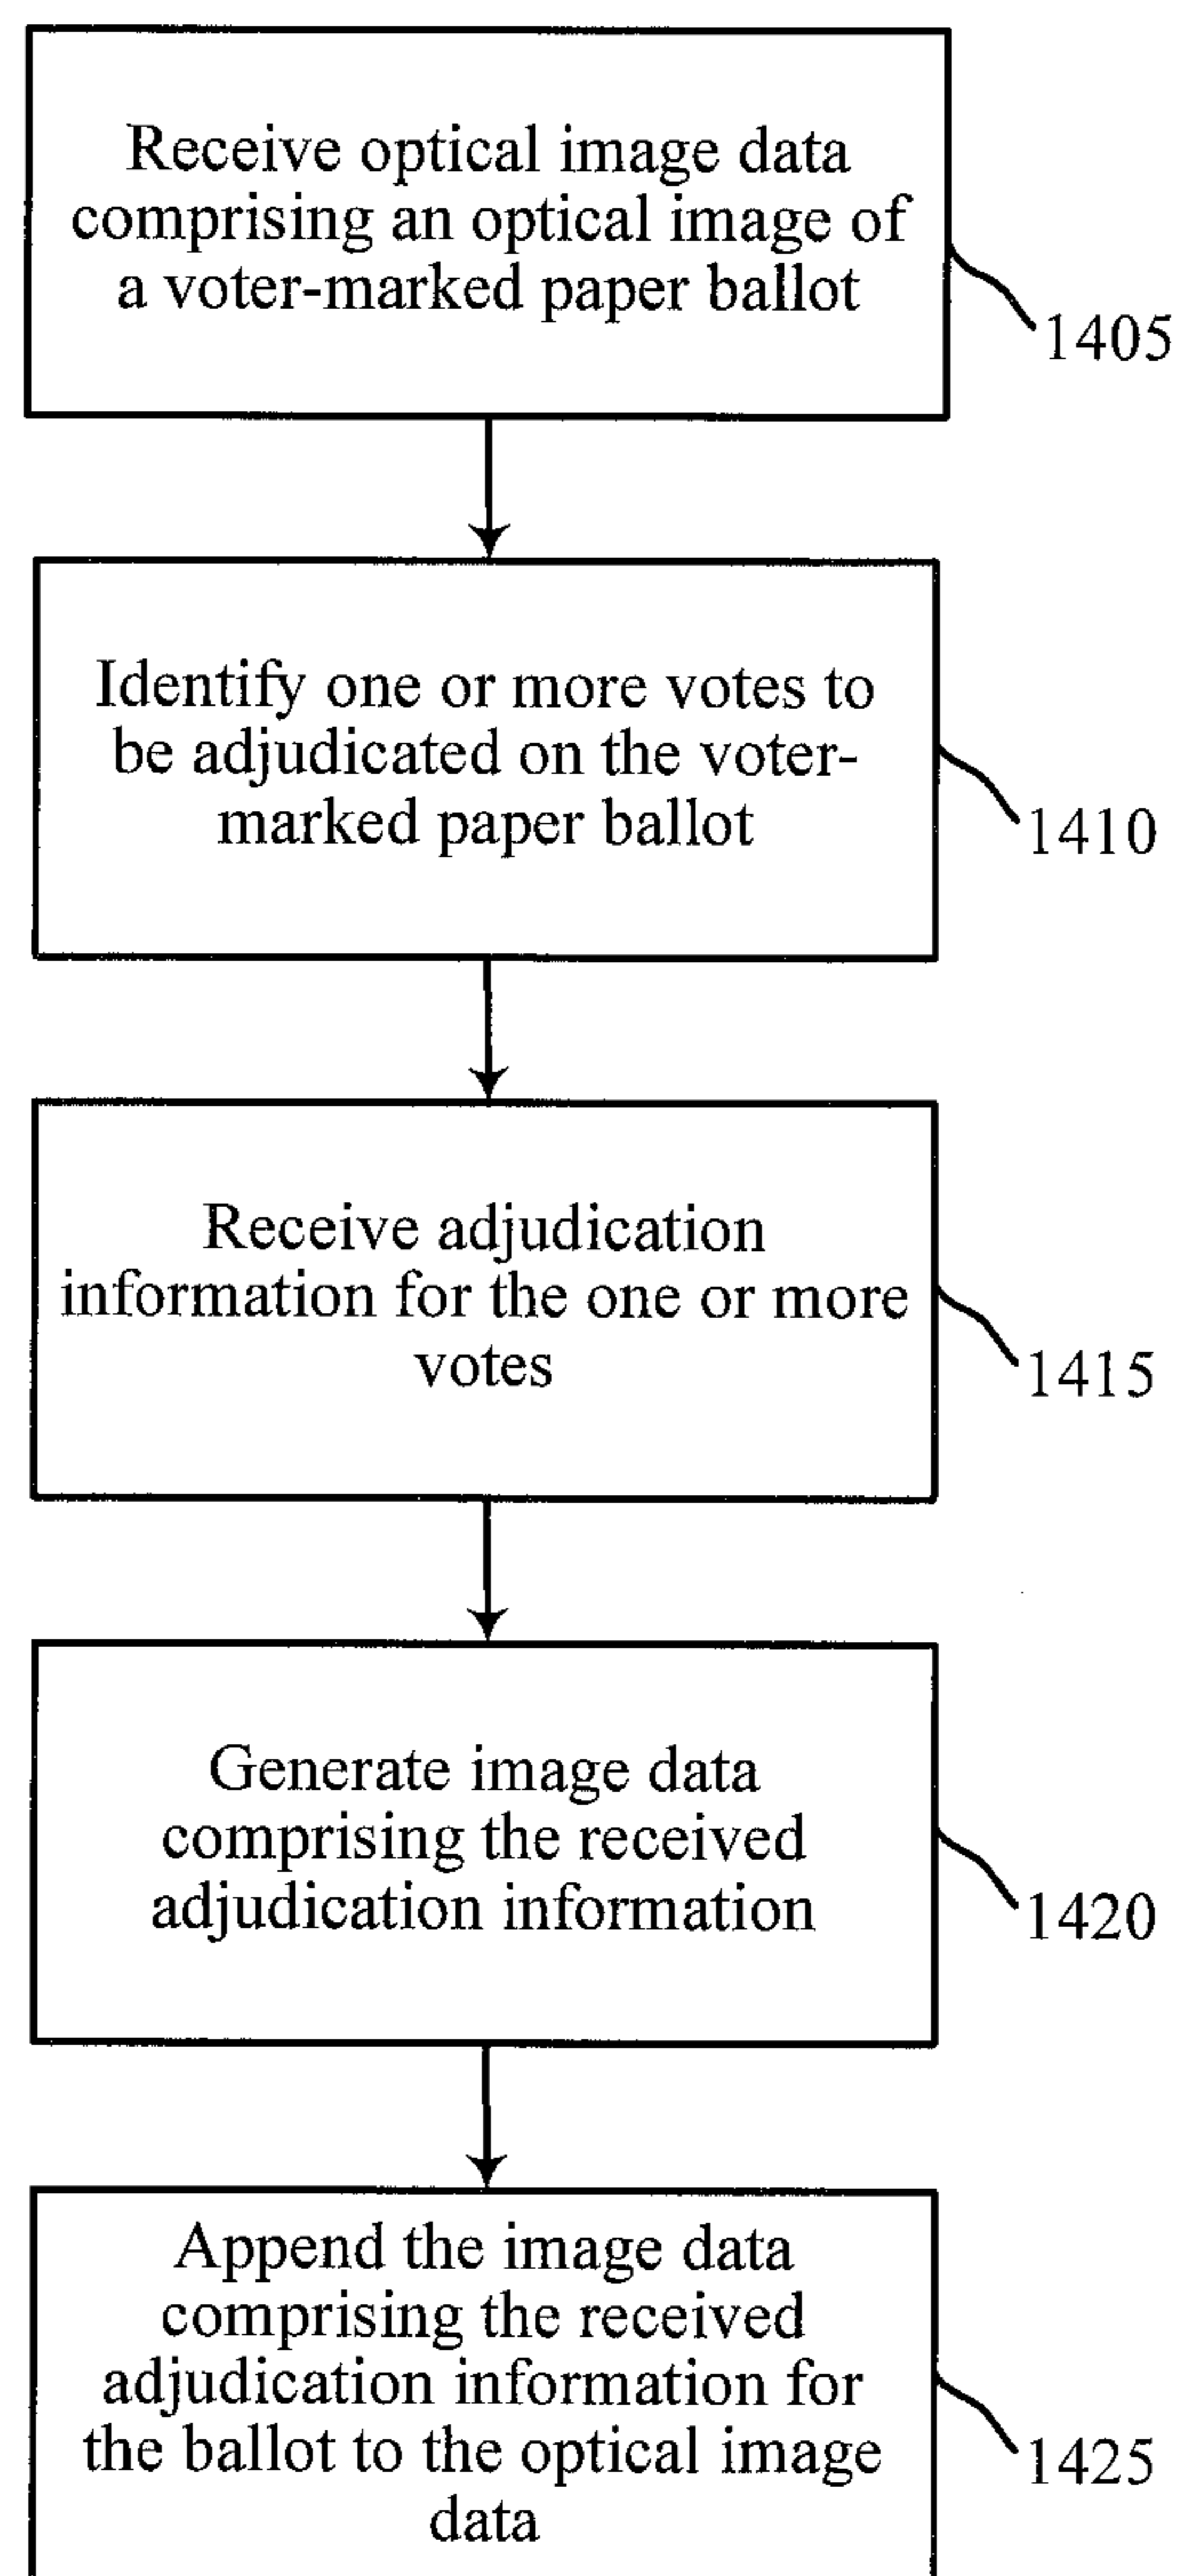 Receive optical image data
comprising an optical image of
a voter-marked paper ballot
1405
Identify one or more votes to
be adjudicated on the voter-
marked paper ballot
1410
Receive adjudication
information for the one or more
votes
1415
Generate image data
comprising the received
adjudication information
1420
Append the image data
comprising the received
adjudication information for
the ballot to the optical image
data
1425